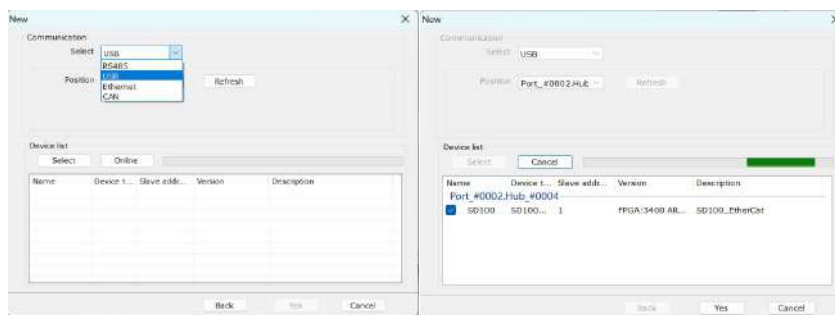 New
Communication
Select USB
RS485
USB
Ethernet
CAN
Position
Refresh
Device list
Select Online
Name Device t... Slave addr... Version Description
Back Yes Cancel
New
Communication
Select USB
Position Port_#0002.Hub
Refresh
Device list
Select Cancel
Name Device t... Slave addr... Version Description
Port_#0002.Hub_#0004
SD100 SD100... 1 FPGA:3400 AR... SD100_EtherCat
Back Yes Cancel